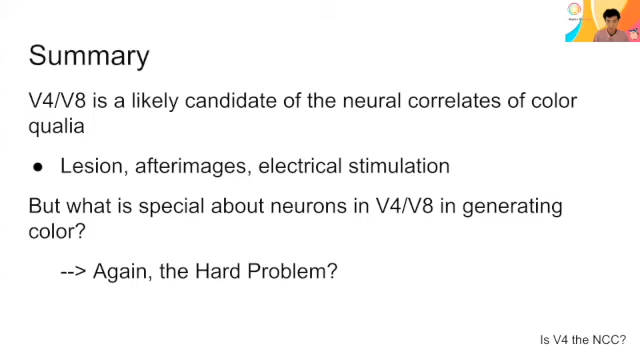 Summary
V4/V8 is a likely candidate of the neural correlates of color
qualia
● Lesion, afterimages, electrical stimulation
But what is special about neurons in V4/V8 in generating
color?
--> Again, the Hard Problem?
Is V4 the NCC?